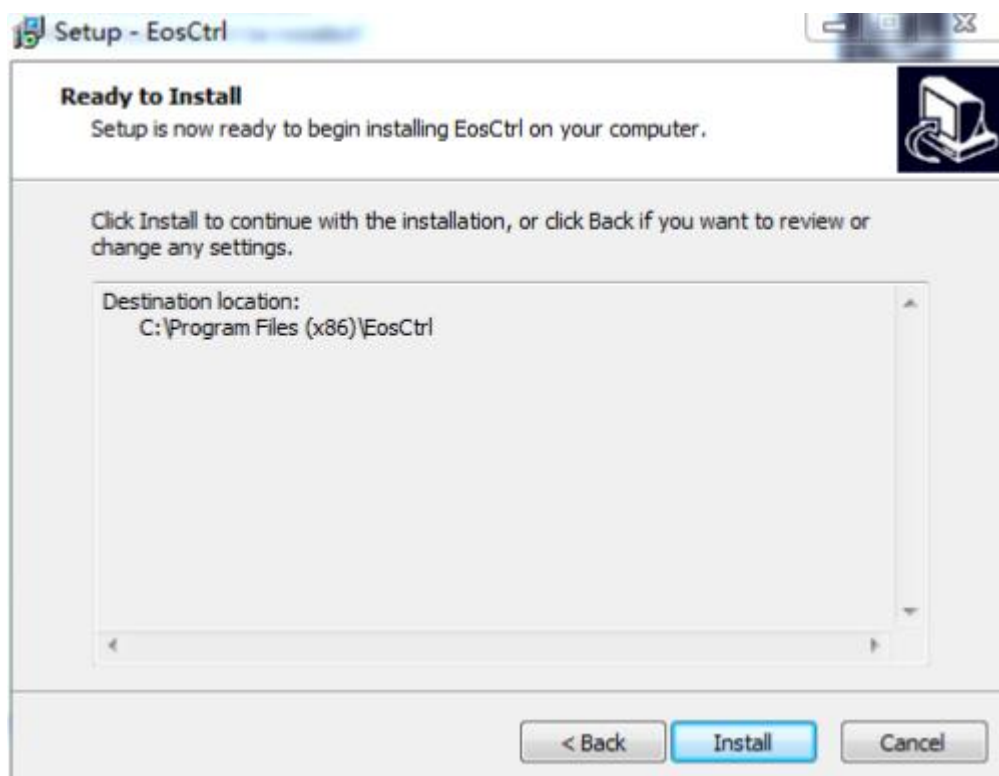 Setup - EosCtrl
Ready to Install
Setup is now ready to begin installing EosCtrl on your computer.
Click Install to continue with the installation, or click Back if you want to review or
change any settings.
Destination location:
C:\Program Files (x86)\EosCtrl
< Back
Install
Cancel